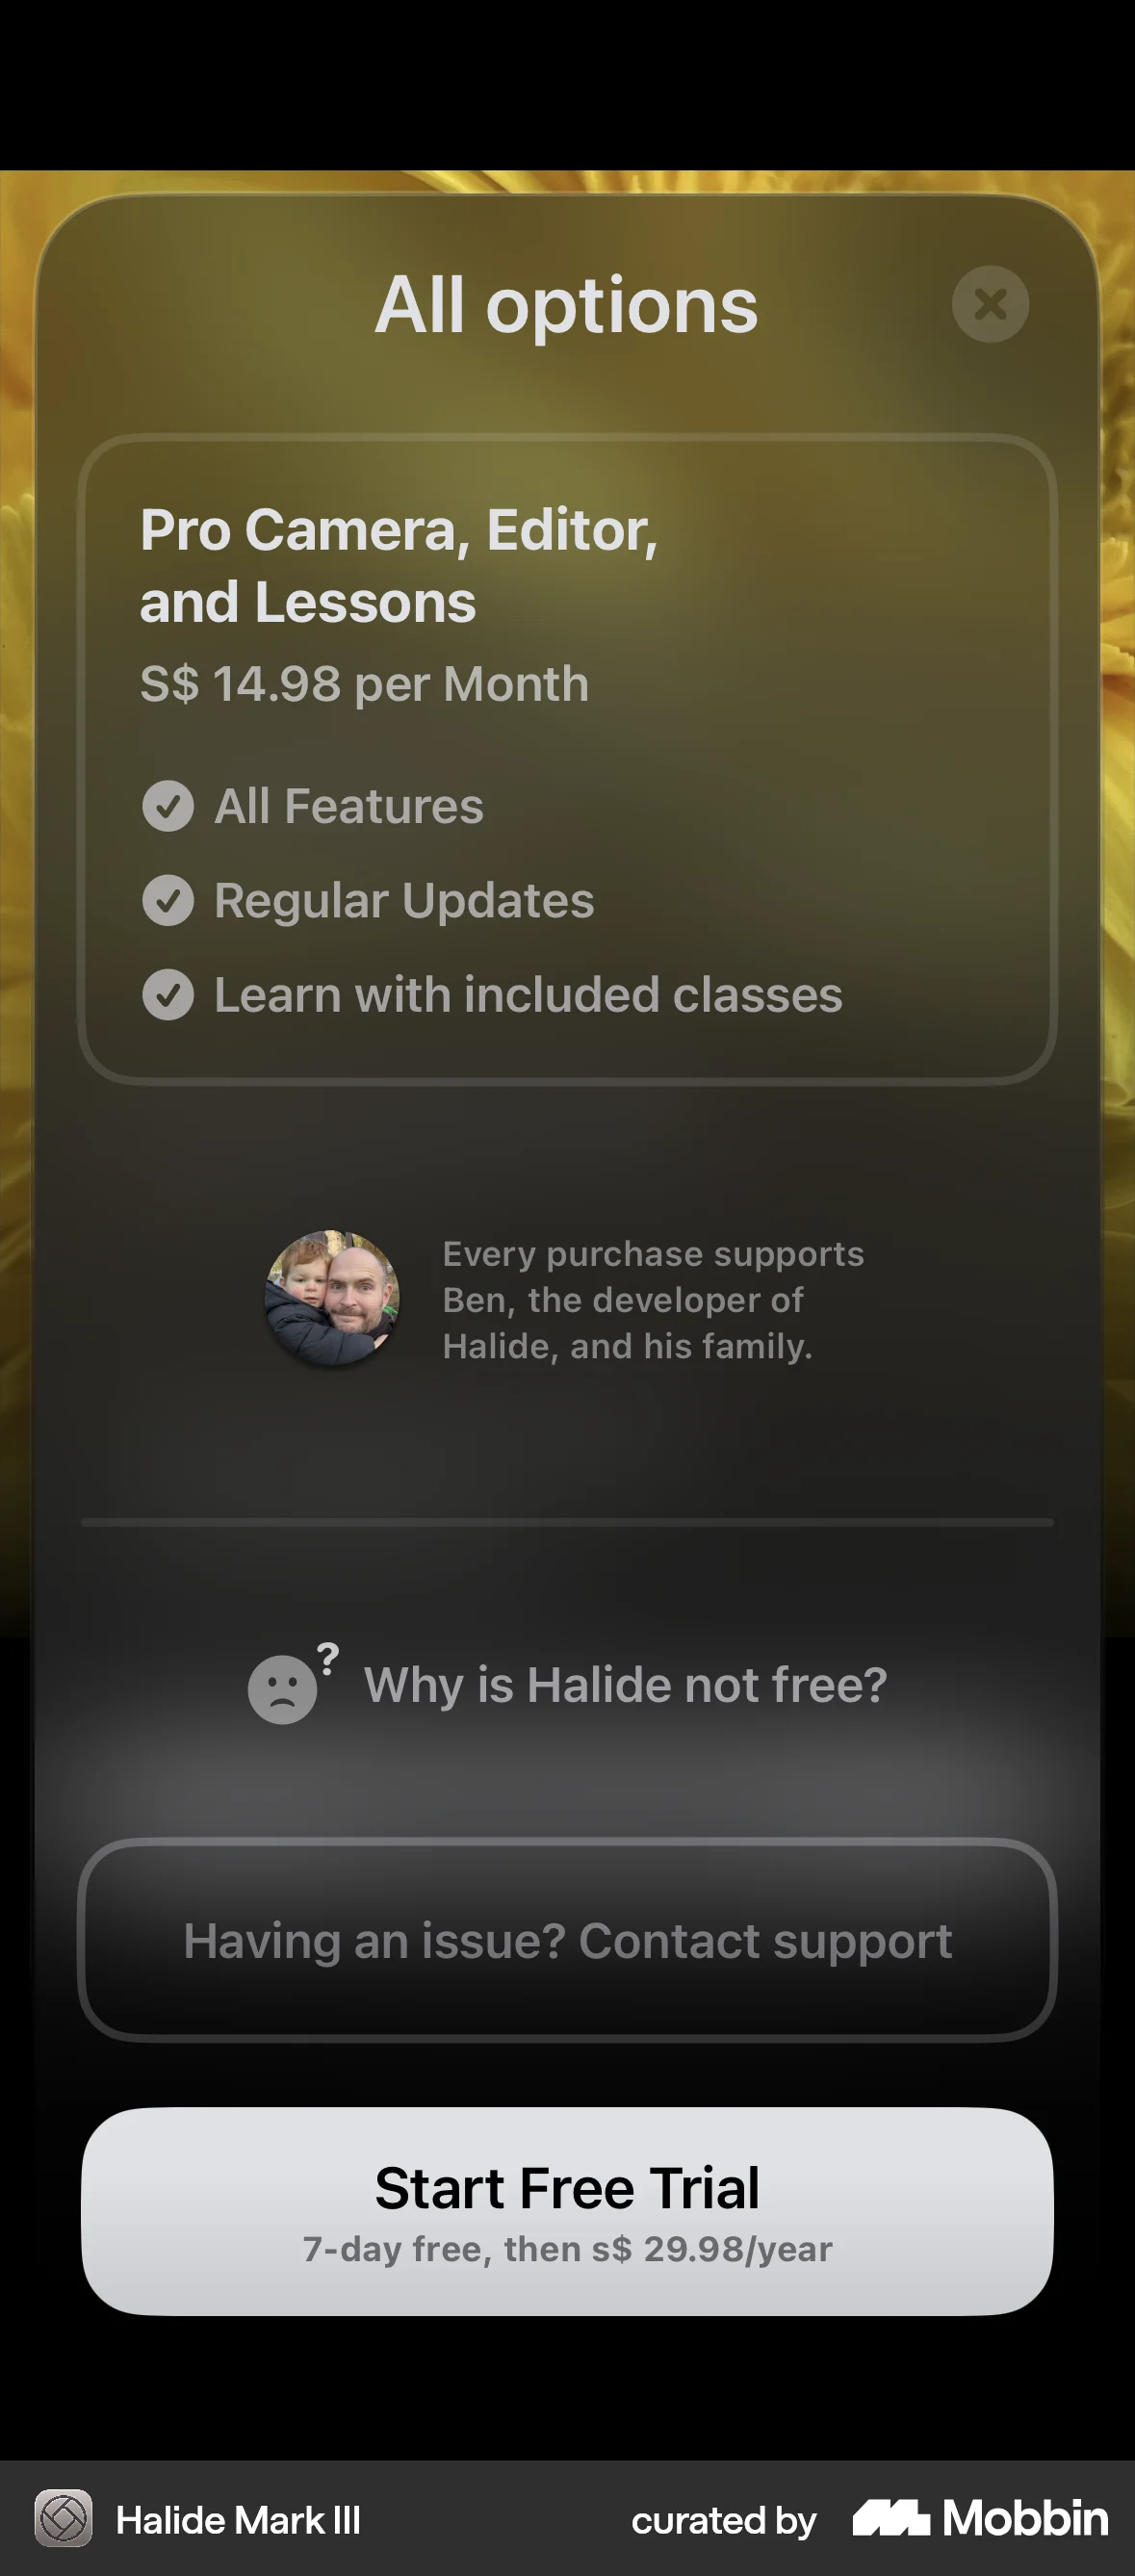 All options
Pro Camera, Editor,
and Lessons
S$ 14.98 per Month
All Features
Regular Updates
Learn with included classes
Every purchase supports
Ben, the developer of
Halide, and his family.
? Why is Halide not free?
Having an issue? Contact support
Start Free Trial
7-day free, then s$ 29.98/year
Halide Mark III
curated by Mobbin